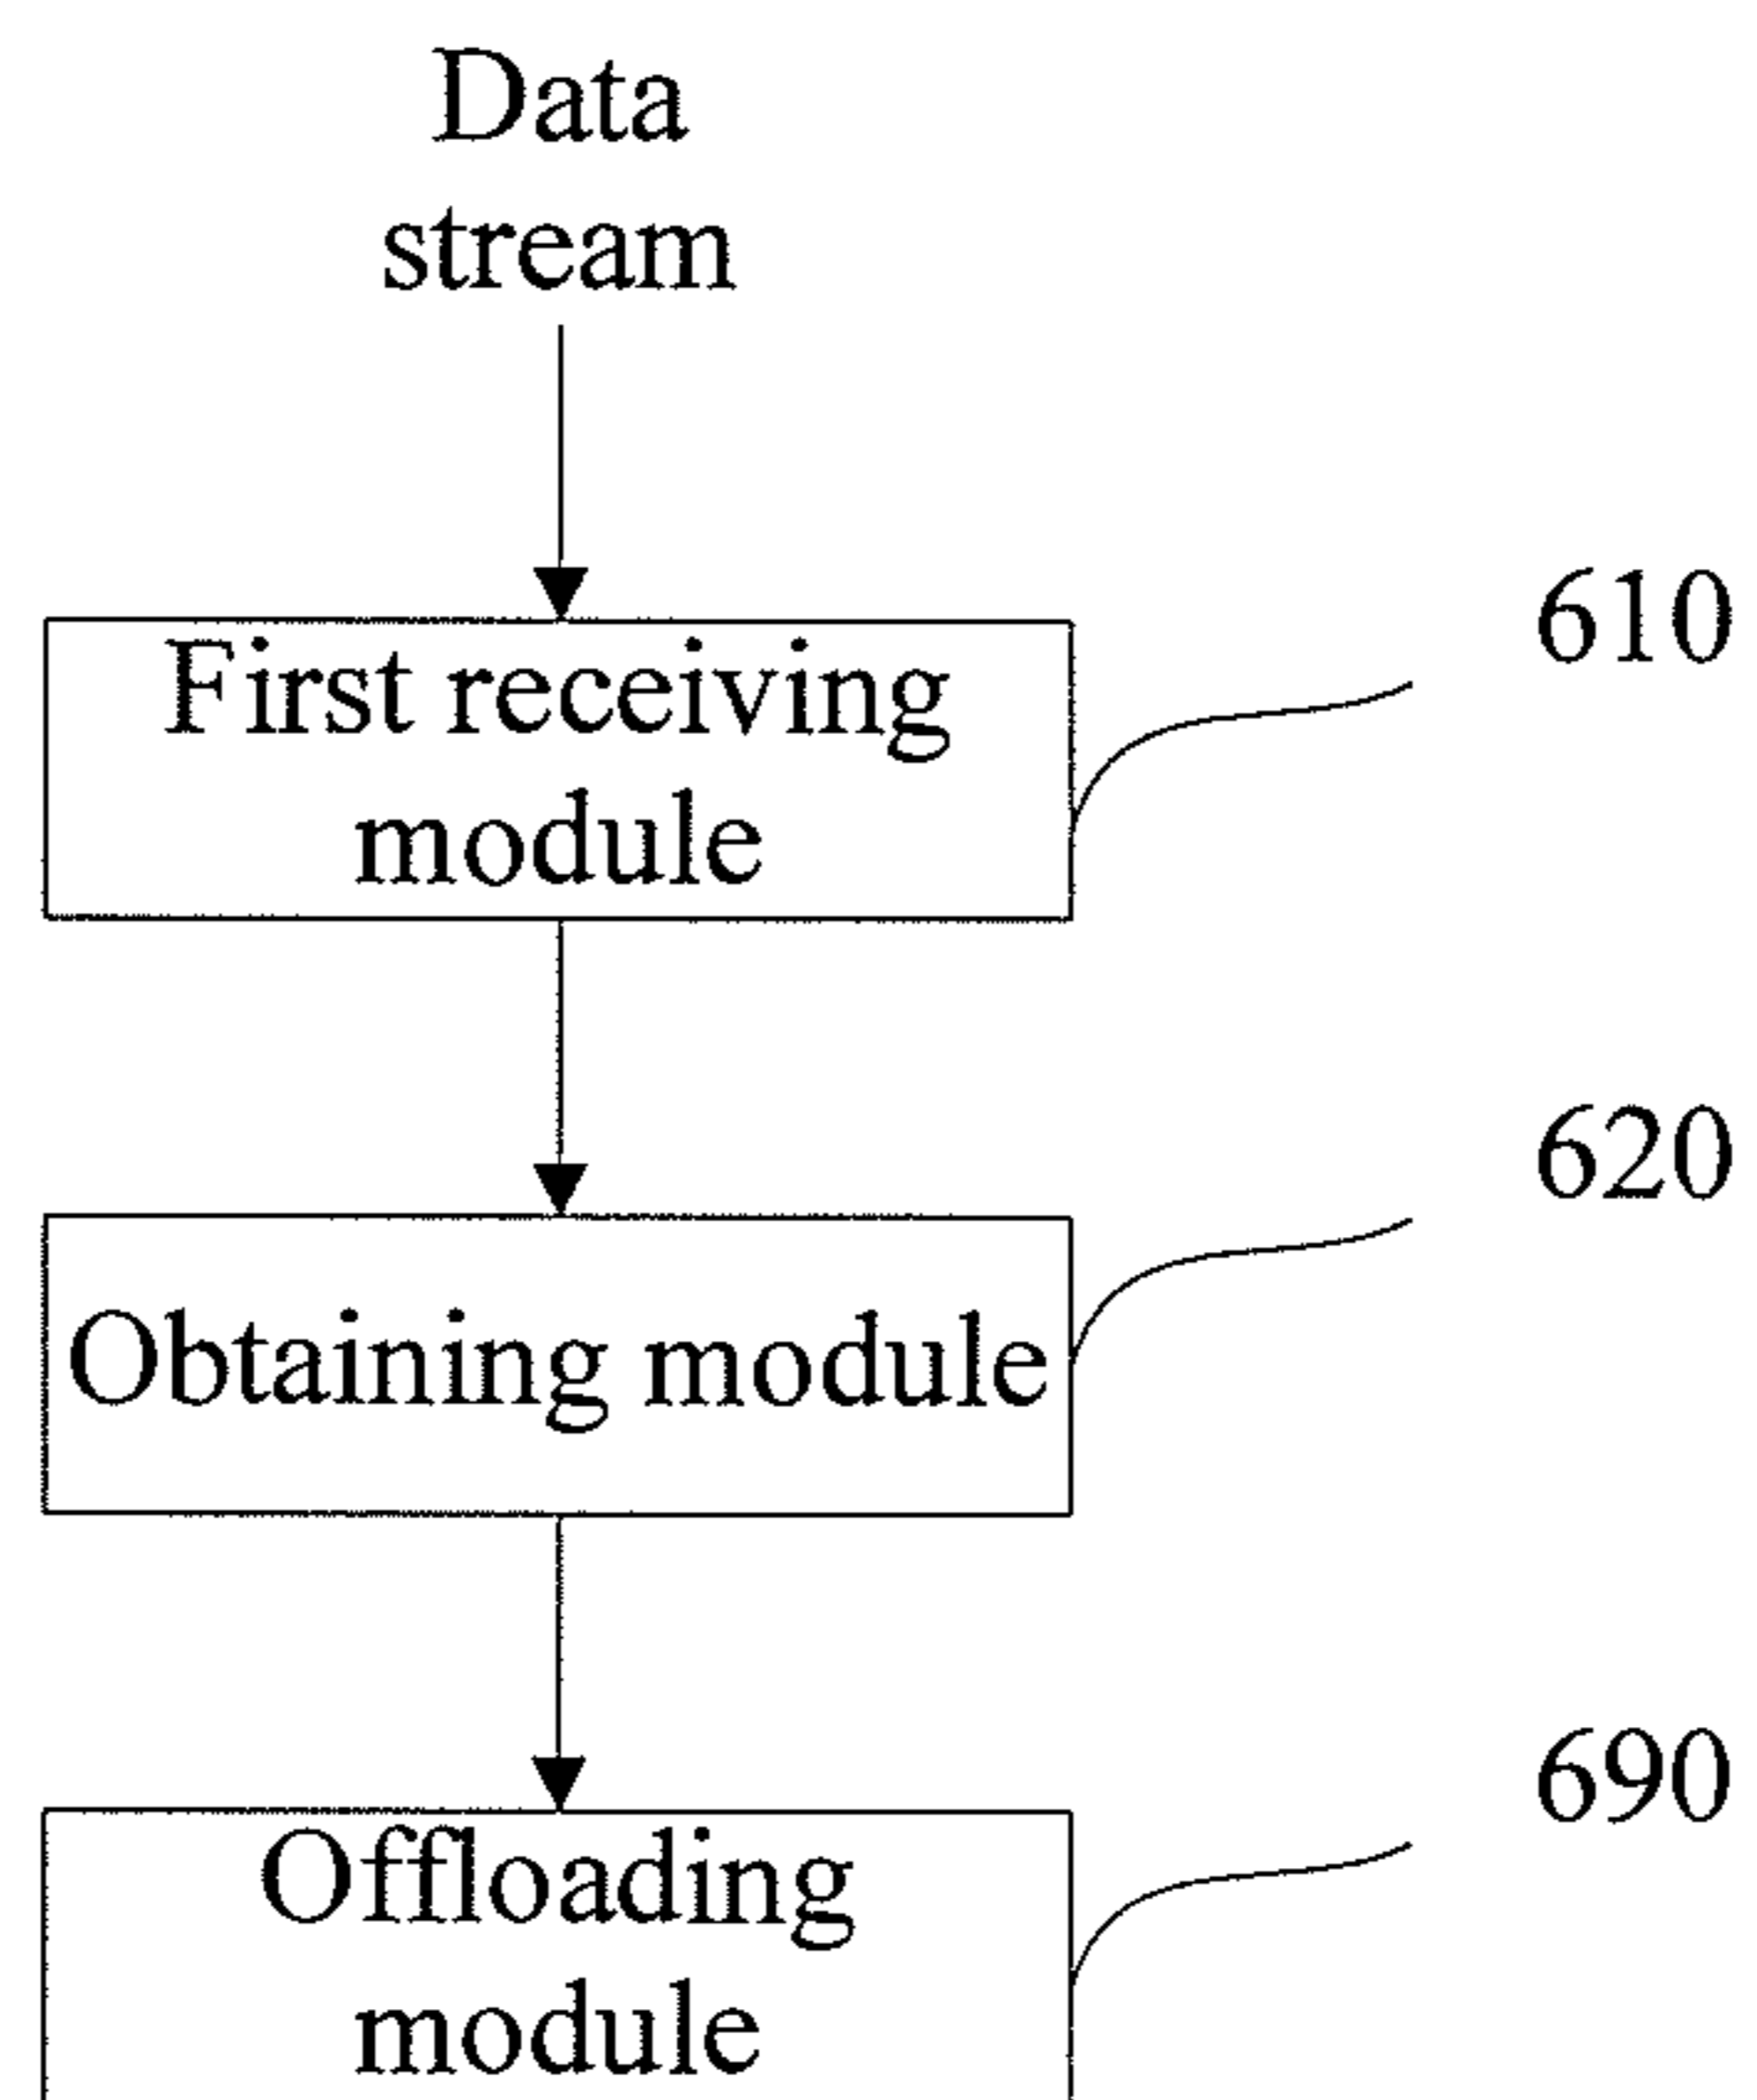 Data
stream
610
First receiving
module
620
Obtaining module
690
Offloading
module